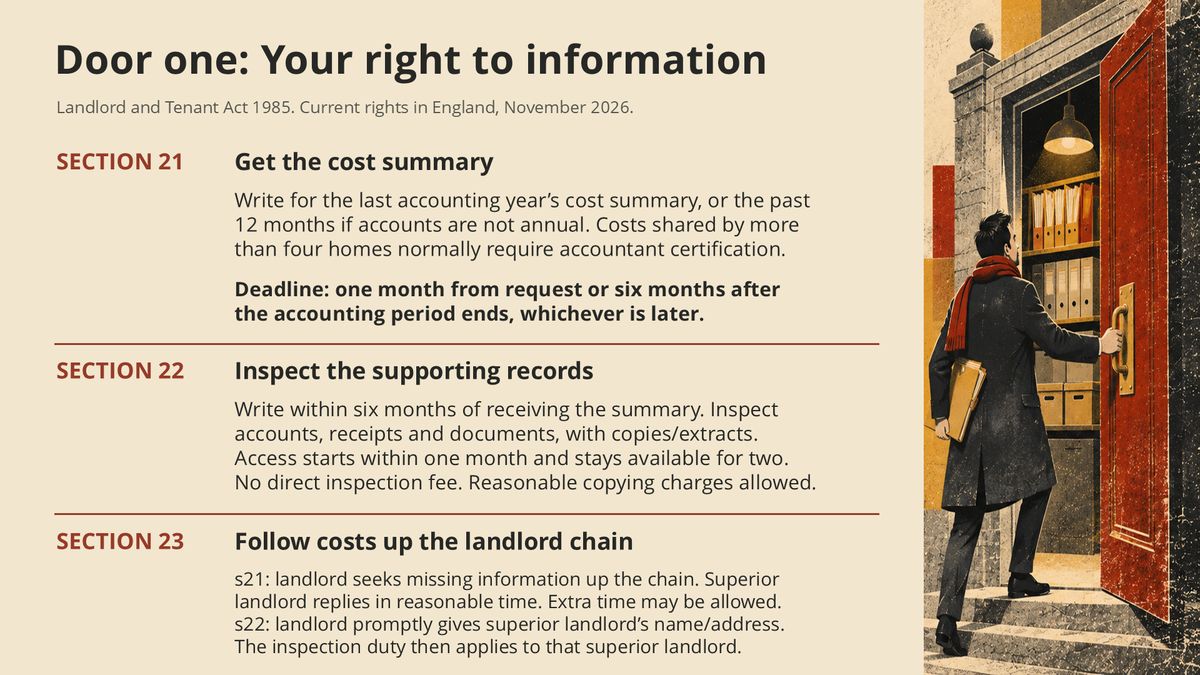 Door one: Your right to information
Landlord and Tenant Act 1985. Current rights in England, November 2026.
SECTION 21
Get the cost summary
Write for the last accounting year’s cost summary, or the past
12 months if accounts are not annual. Costs shared by more
than four homes normally require accountant certification.
Deadline: one month from request or six months after
the accounting period ends, whichever is later.
SECTION 22
Inspect the supporting records
Write within six months of receiving the summary. Inspect
accounts, receipts and documents, with copies/extracts.
Access starts within one month and stays available for two.
No direct inspection fee. Reasonable copying charges allowed.
SECTION 23
Follow costs up the landlord chain
s21: landlord seeks missing information up the chain. Superior
landlord replies in reasonable time. Extra time may be allowed.
s22: landlord promptly gives superior landlord’s name/address.
The inspection duty then applies to that superior landlord.